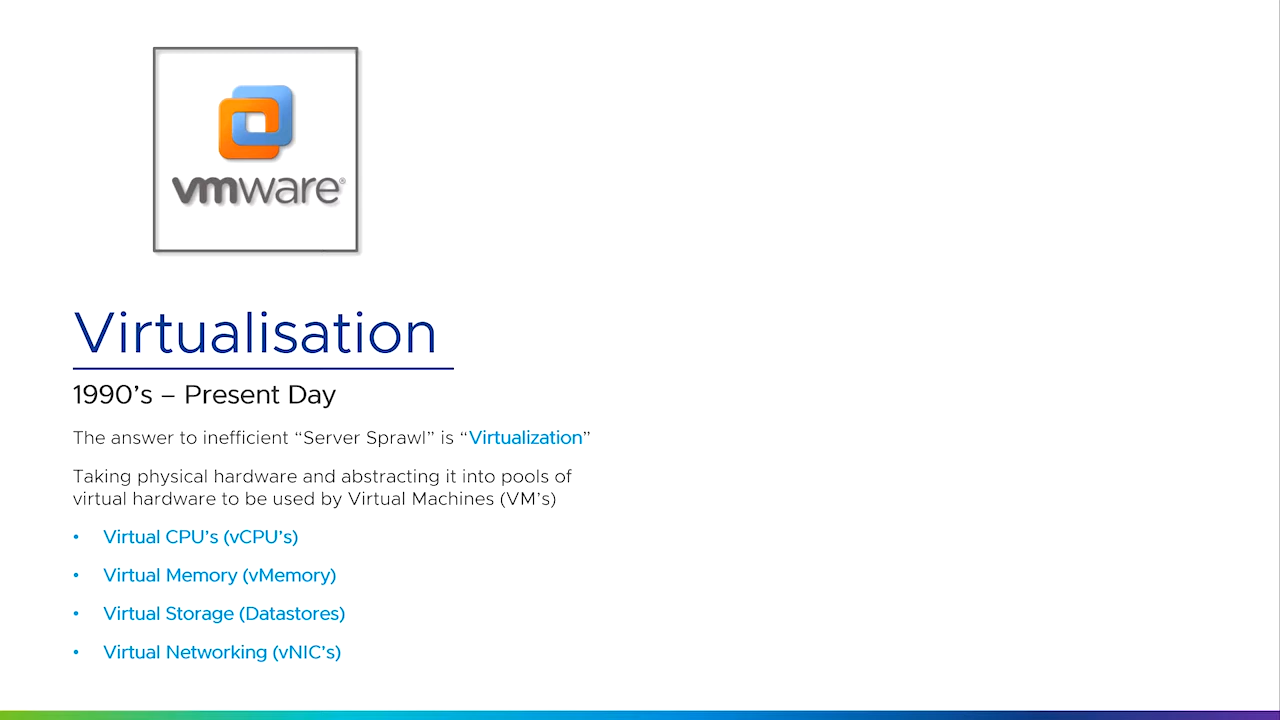 vmware®
Virtualisation
1990’s – Present Day
The answer to inefficient “Server Sprawl” is “Virtualization”
Taking physical hardware and abstracting it into pools of
virtual hardware to be used by Virtual Machines (VM’s)
• Virtual CPU’s (vCPU’s)
• Virtual Memory (vMemory)
• Virtual Storage (Datastores)
• Virtual Networking (vNIC’s)